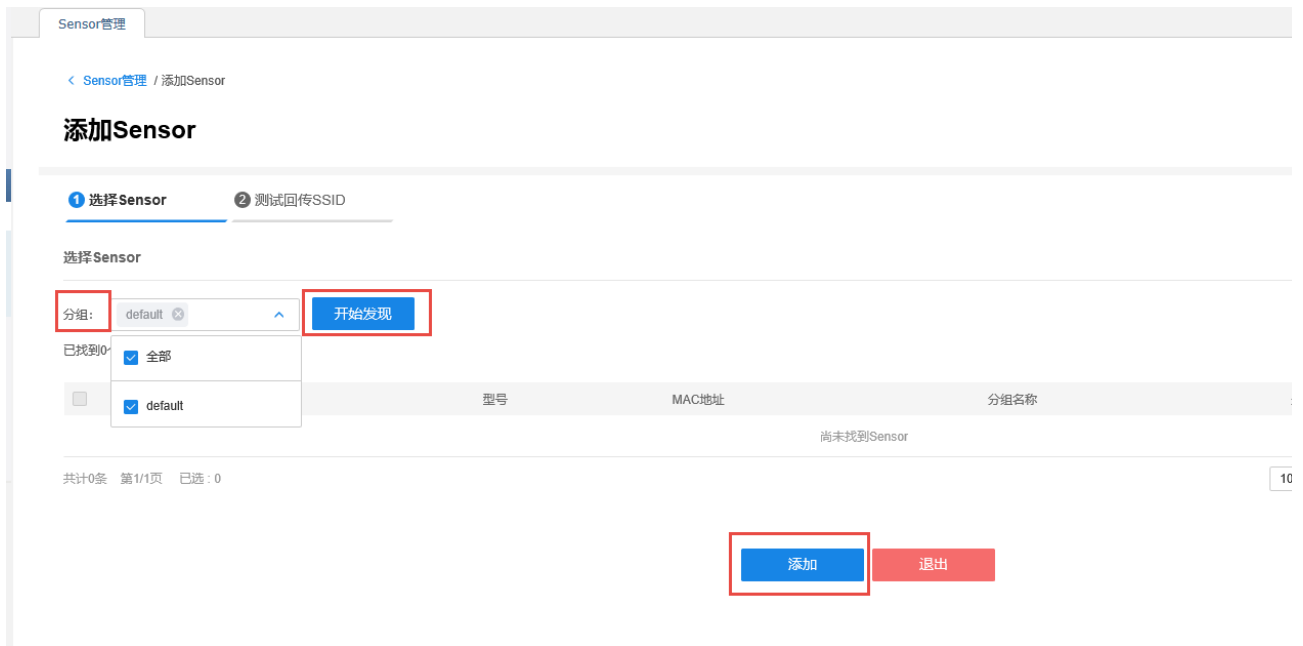 Sensor管理
< Sensor管理 / 添加Sensor
添加Sensor
1 选择Sensor 2 测试回传SSID
选择Sensor
分组: default 开始发现
已找到0
全部
型号 MAC地址 分组名称
default
尚未找到Sensor
共计0条 第1/1页 已选 : 0 10
添加 退出